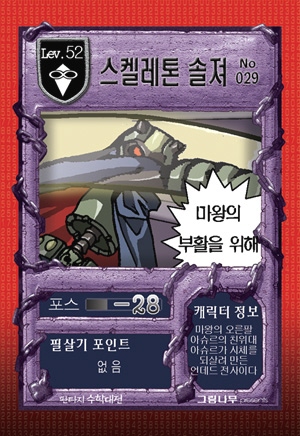 Lev.52
스켈레톤 솔져 No 029
마왕의
부활을 위해
포스 -28
필살기 포인트
없음
캐릭터 정보
마왕의 오른팔
아슈르의 친위대
아슈르가 시체를
되살려 만든
언데드 전사이다
판타지 수학대전
그림나무 presents